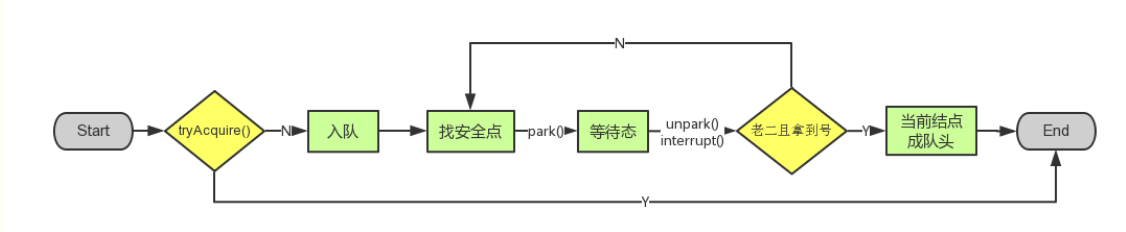 N
Start
tryAcquire()
N
入队
找安全点
park()
等待态
unpark()
interrupt()
老二且拿到号
Y
当前结点
成队头
End
Y